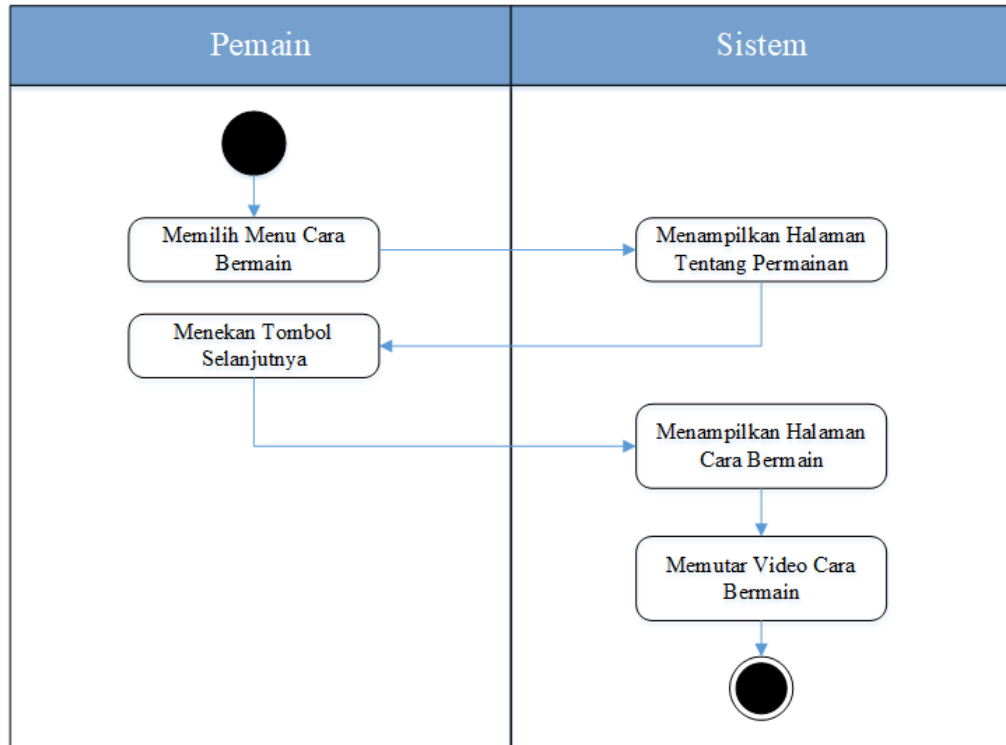 Pemain
Sistem
Memilih Menu Cara
Bermain
Menampilkan Halaman
Tentang Permainan
Menekan Tombol
Selanjutnya
Menampilkan Halaman
Cara Bermain
Memutar Video Cara
Bermain